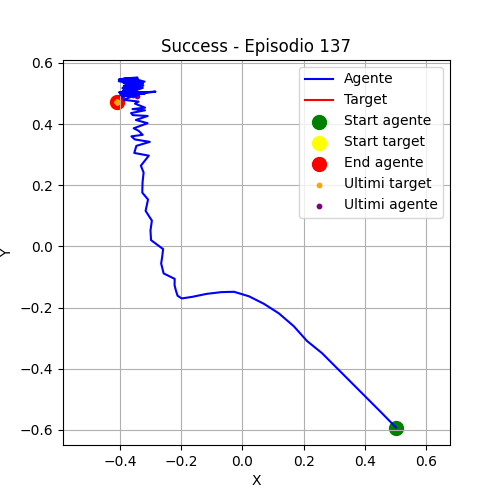 Success - Episodio 137
Agente
Target
Start agente
Start target
End agente
Ultimi target
Ultimi agente
0.6
0.4
0.2
0.0
−0.2
−0.4
−0.6
Y
−0.4
−0.2
0.0
0.2
0.4
0.6
X